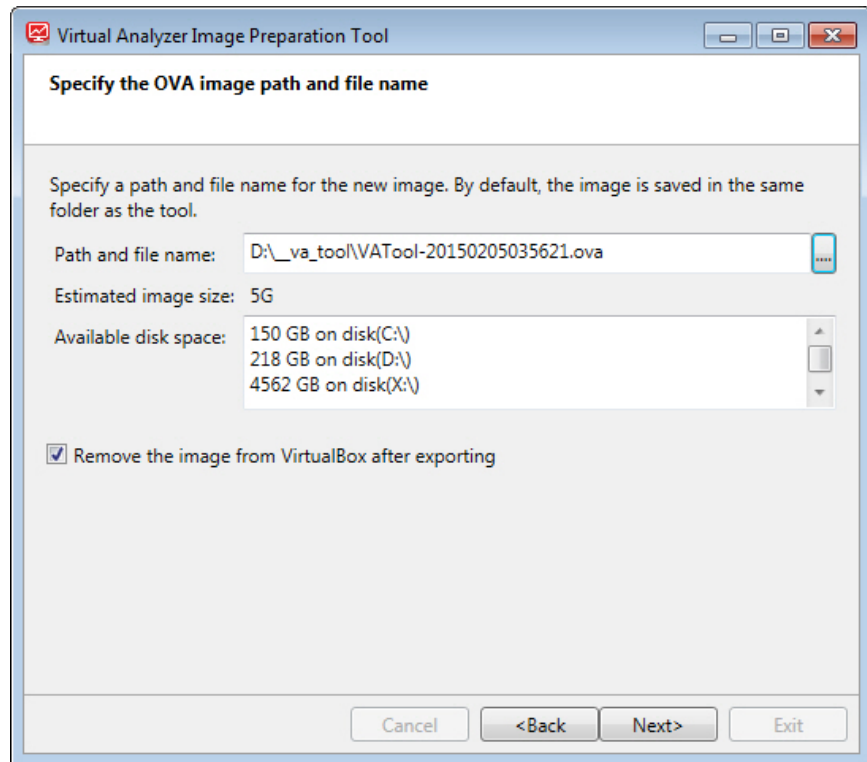 Virtual Analyzer Image Preparation Tool
Specify the OVA image path and file name
Specify a path and file name for the new image. By default, the image is saved in the same
folder as the tool.
Path and file name: D:\__va_tool\VATool-20150205035621.ova ....
Estimated image size: 5G
Available disk space: 150 GB on disk(C:\)
218 GB on disk(D:\)
4562 GB on disk(X:\)
Remove the image from VirtualBox after exporting
Cancel <Back Next> Exit